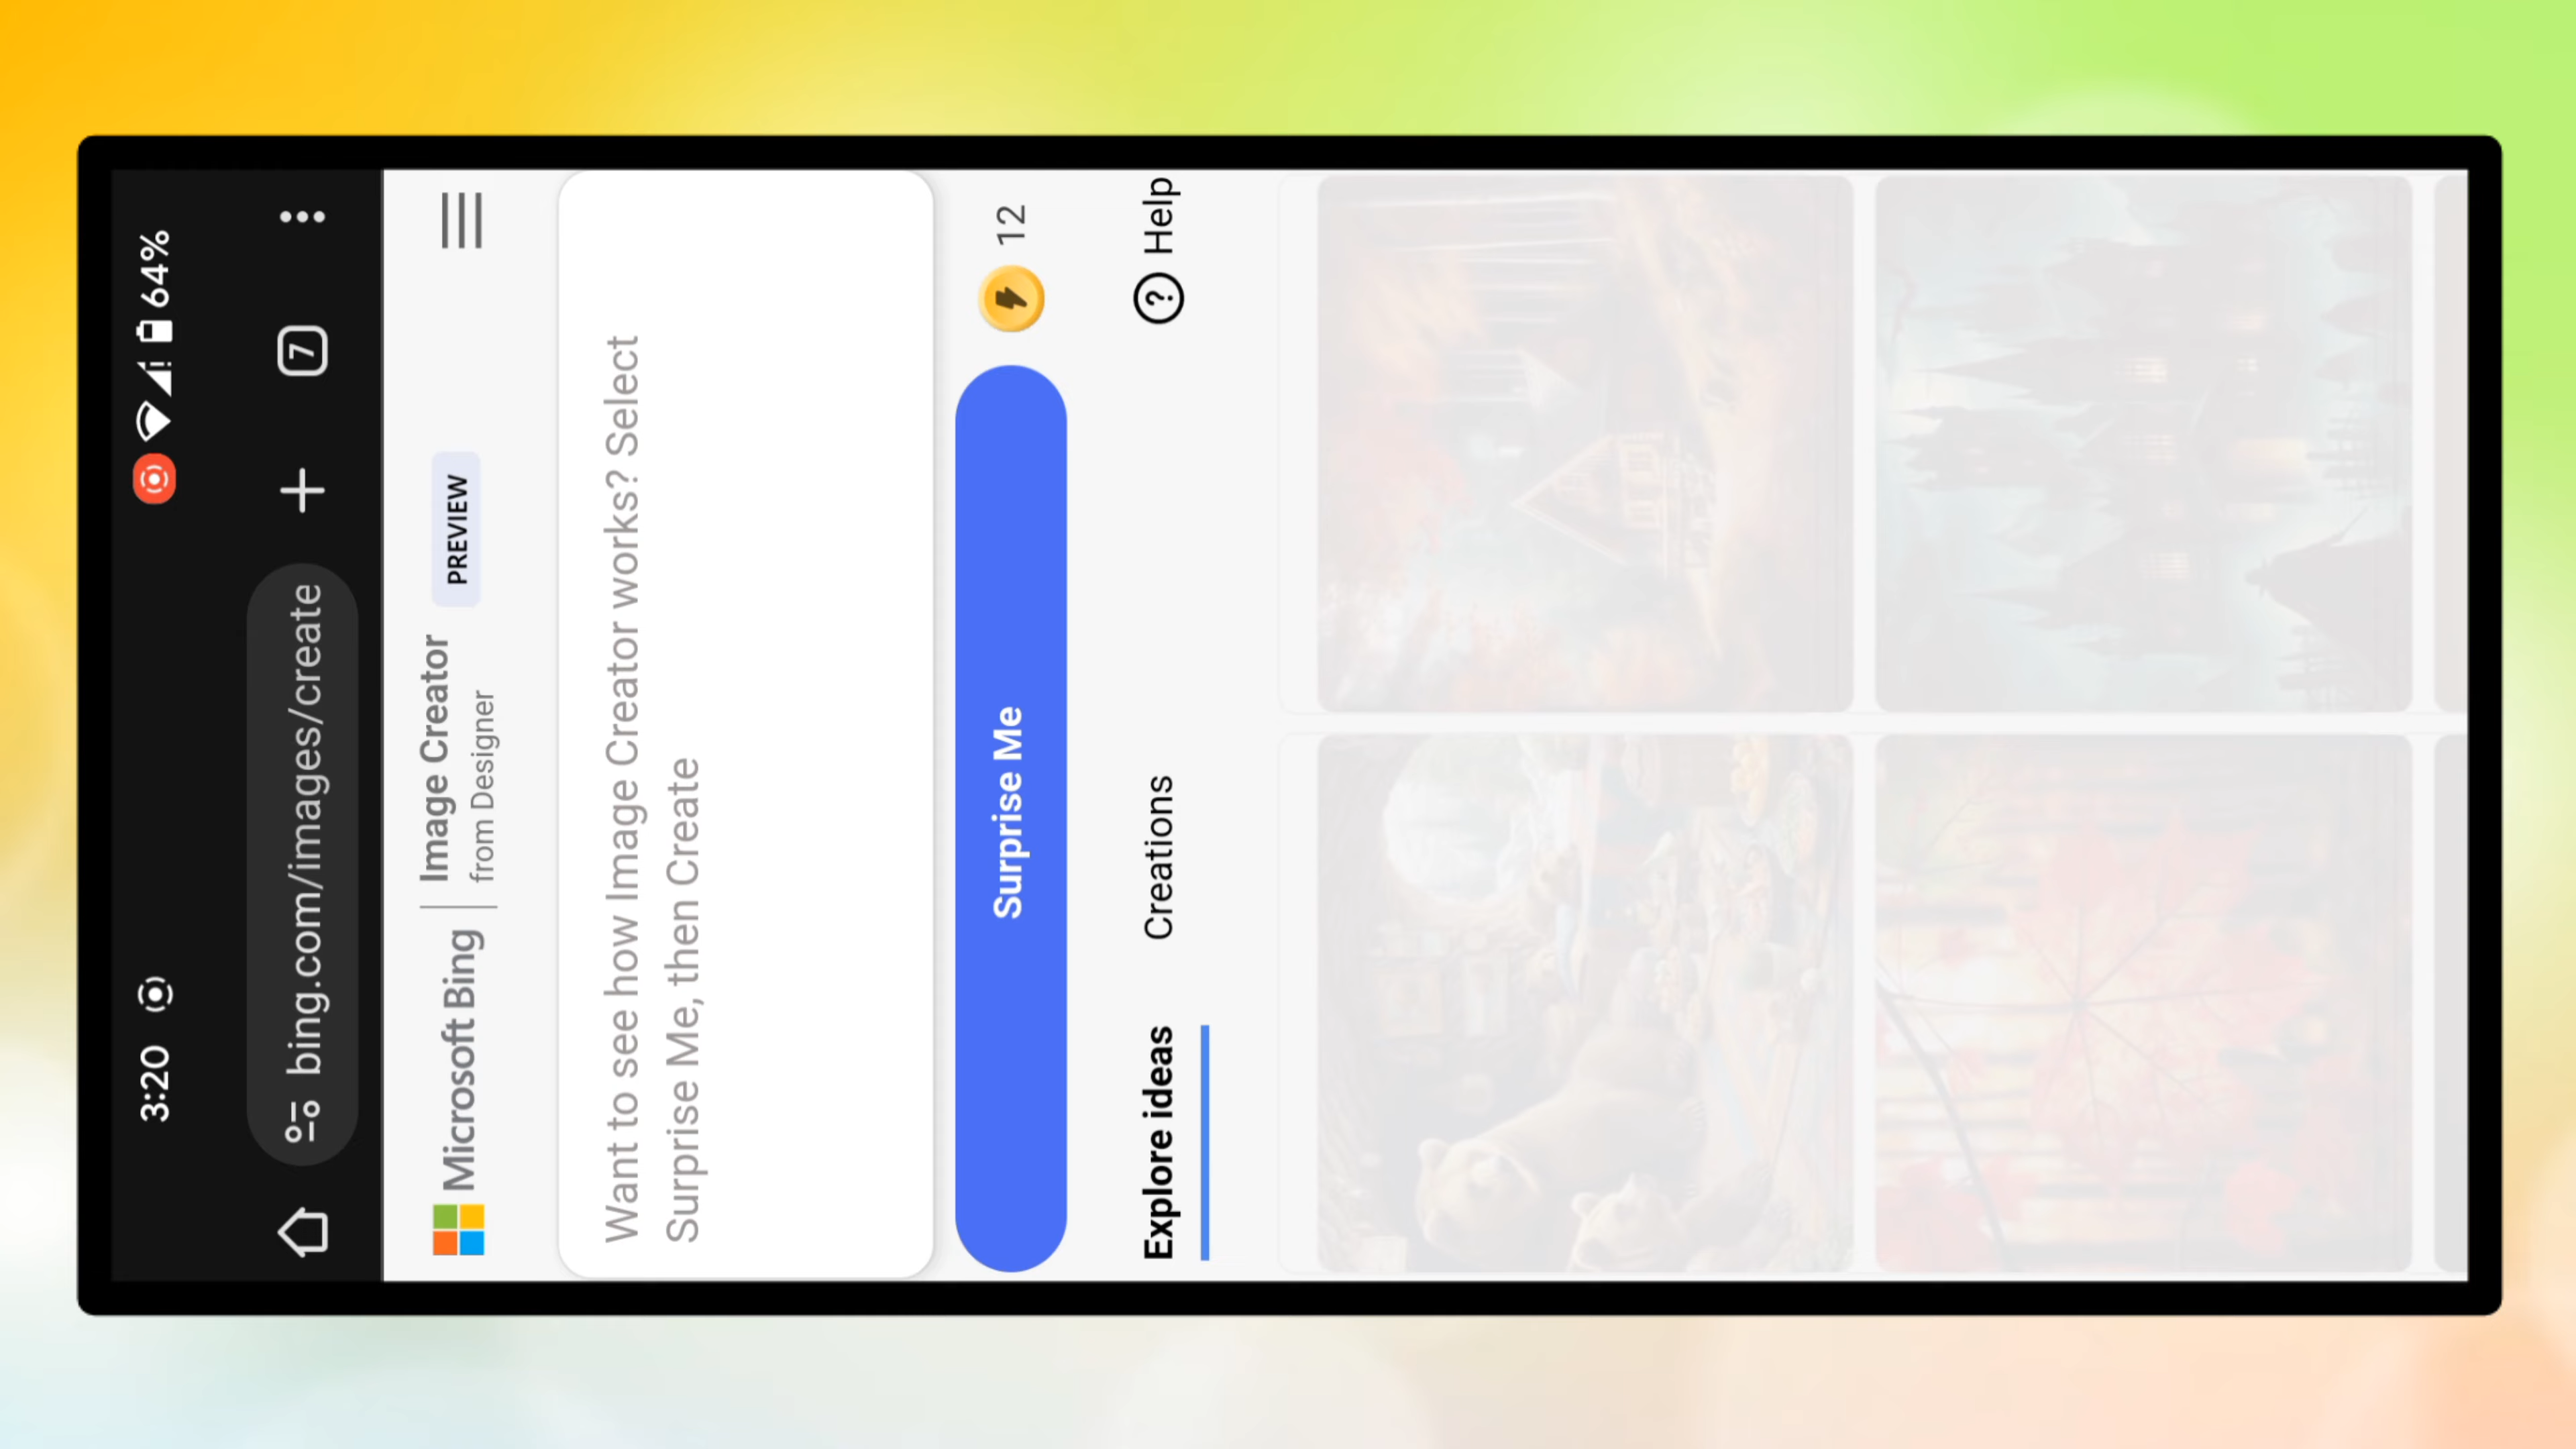 3:20 64%
bing.com/images/create 7
Microsoft Bing Image Creator PREVIEW
from Designer
Want to see how Image Creator works? Select
Surprise Me, then Create
Surprise Me 12
Explore ideas Creations Help